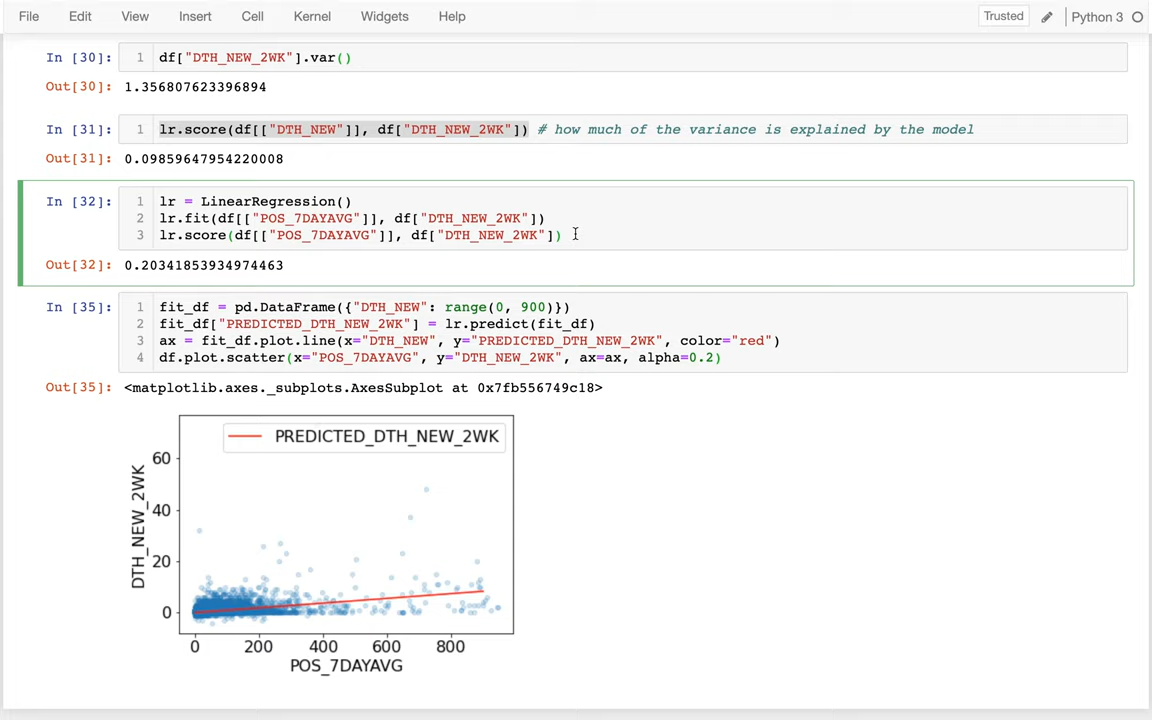 File Edit View Insert Cell Kernel Widgets Help Trusted Python 3
In [30]: 1 df["DTH_NEW_2WK"].var()
Out[30]: 1.356807623396894
In [31]: 1 lr.score(df[["DTH_NEW"]], df["DTH_NEW_2WK"]) # how much of the variance is explained by the model
Out[31]: 0.09859647954220008
In [32]: 1 lr = LinearRegression()
2 lr.fit(df[["POS_7DAYAVG"]], df["DTH_NEW_2WK"])
3 lr.score(df[["POS_7DAYAVG"]], df["DTH_NEW_2WK"])
Out[32]: 0.20341853934974463
In [35]: 1 fit_df = pd.DataFrame({"DTH_NEW": range(0, 900)})
2 fit_df["PREDICTED_DTH_NEW_2WK"] = lr.predict(fit_df)
3 ax = fit_df.plot.line(x="DTH_NEW", y="PREDICTED_DTH_NEW_2WK", color="red")
4 df.plot.scatter(x="POS_7DAYAVG", y="DTH_NEW_2WK", ax=ax, alpha=0.2)
Out[35]: <matplotlib.axes._subplots.AxesSubplot at 0x7fb556749c18>
PREDICTED_DTH_NEW_2WK
60
40
20
0
DTH_NEW_2WK
0 200 400 600 800
POS_7DAYAVG